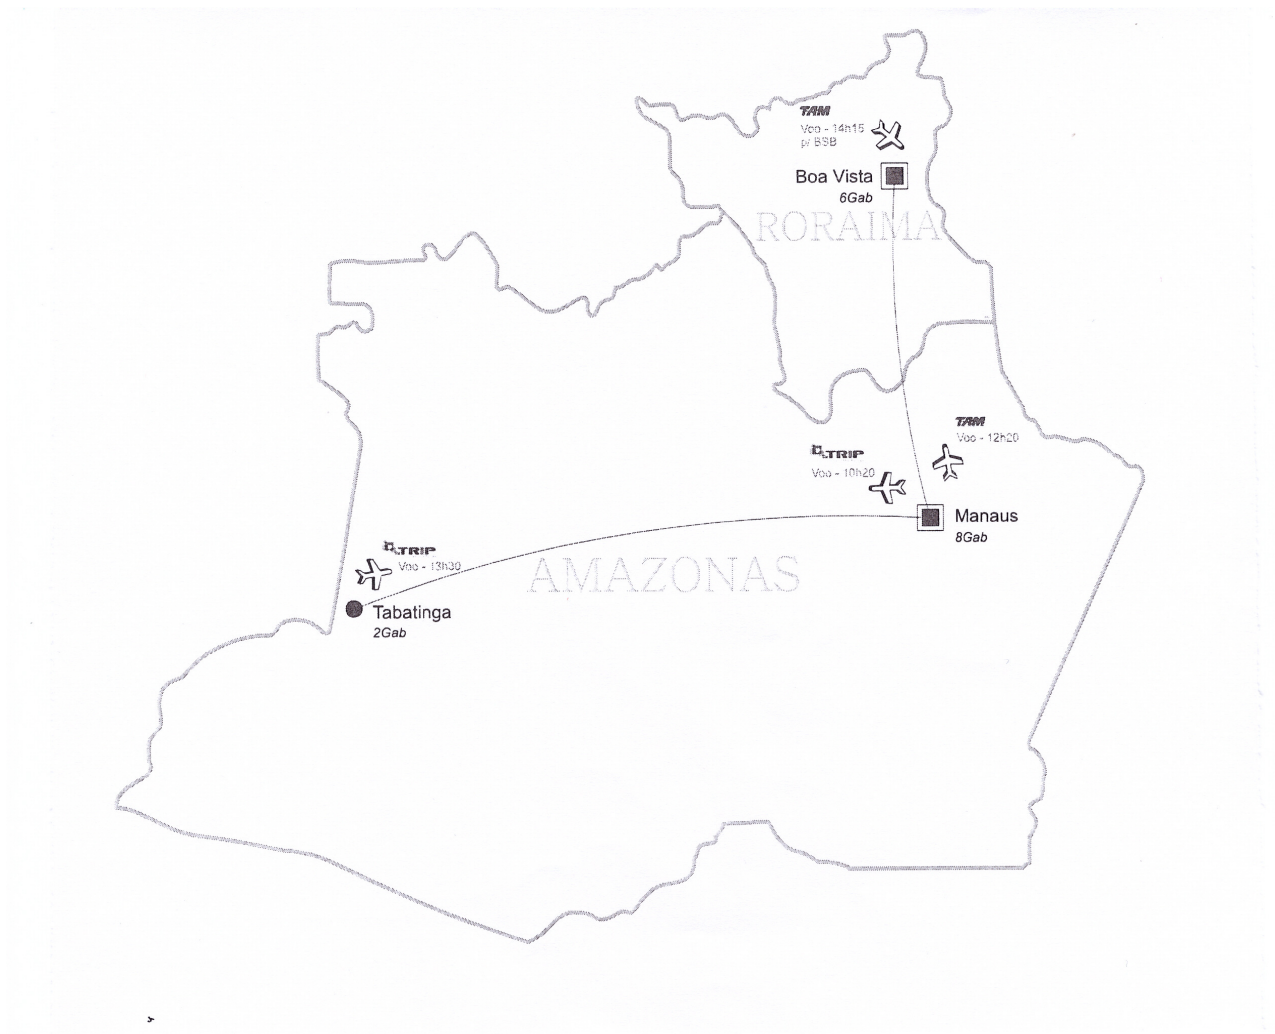 TAM
Voo - 14h15
p/ BSB
Boa Vista
6Gab
RORAIMA
TAM
Voo - 12h20
TRIP
Voo - 10h20
Manaus
8Gab
TRIP
Voo - 13h30
AMAZONAS
Tabatinga
2Gab